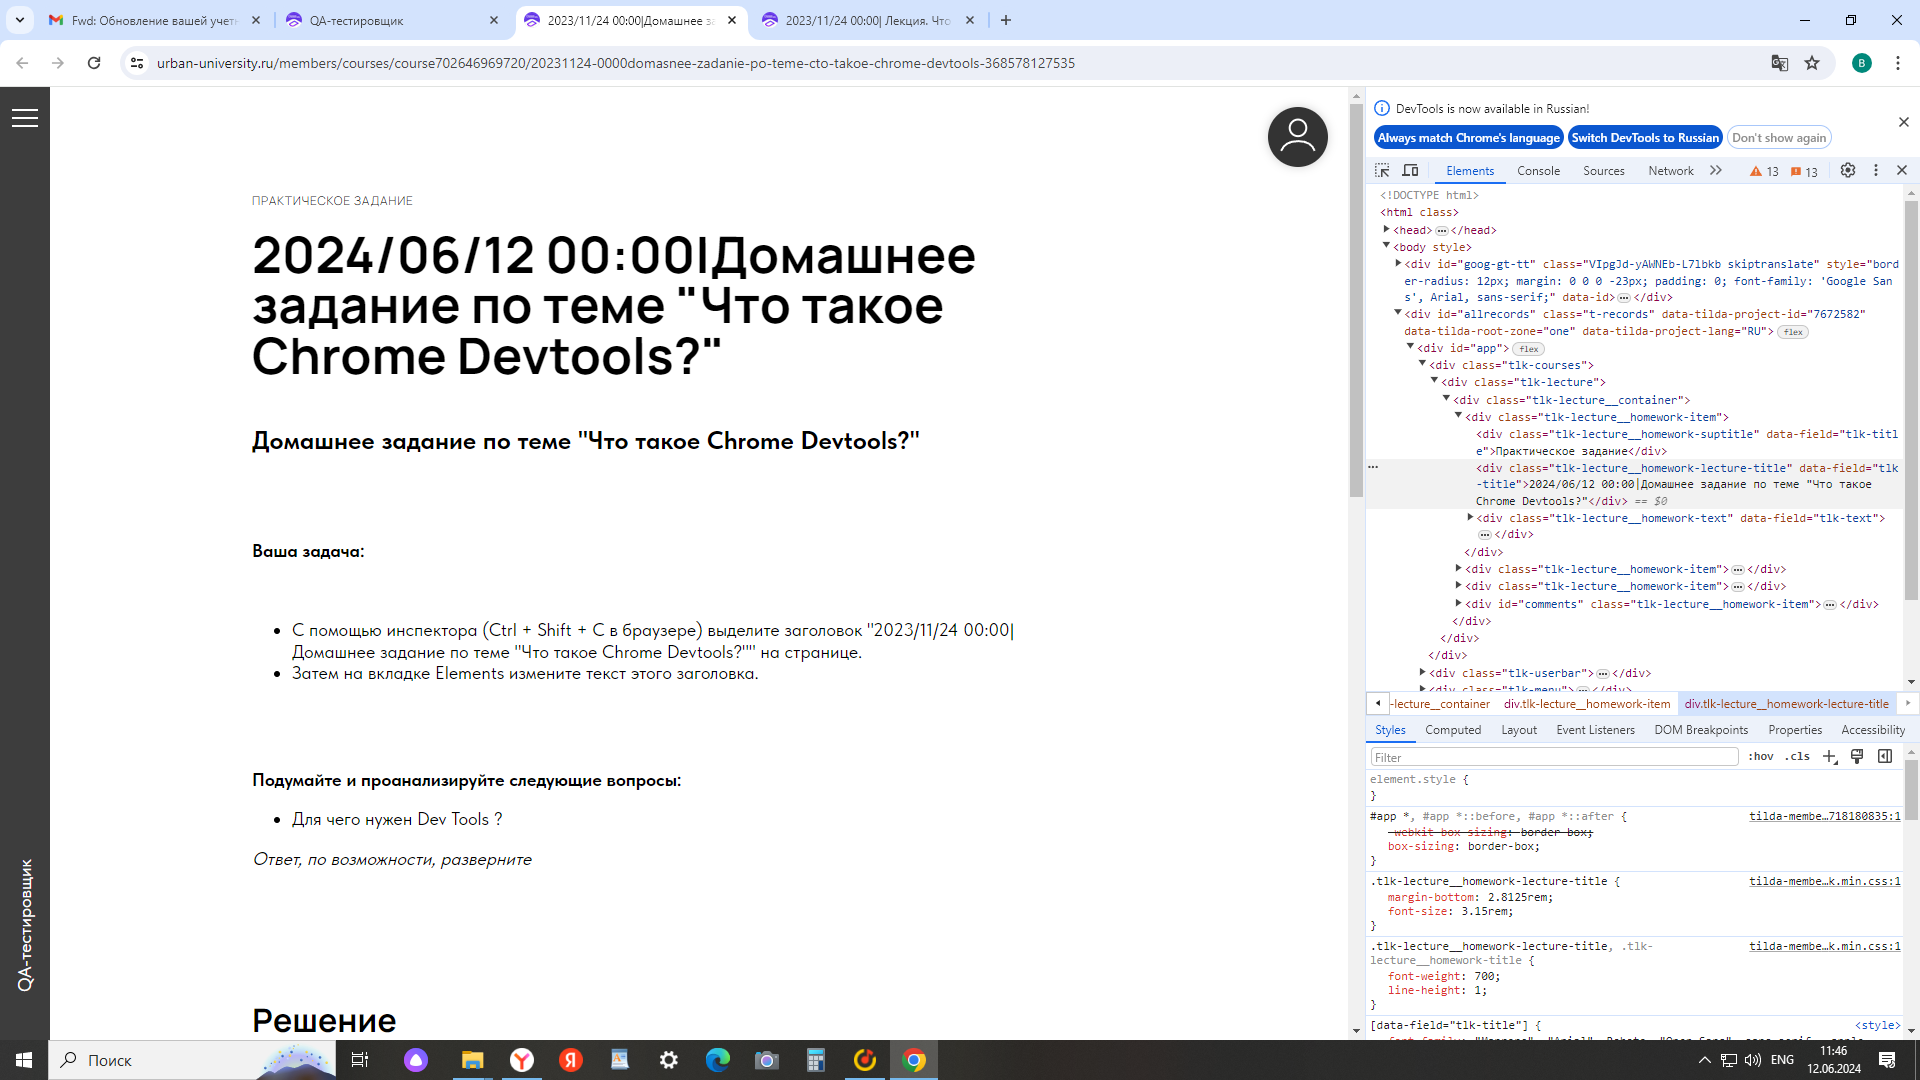 Fwd: Обновление вашей учет
QA-тестировщик
2023/11/24 00:00|Домашнее за
2023/11/24 00:00| Лекция. Что
urban-university.ru/members/courses/course702646969720/20231124-0000domasnee-zadanie-po-teme-cto-takoe-chrome-devtools-368578127535
B
ПРАКТИЧЕСКОЕ ЗАДАНИЕ
2024/06/12 00:00|Домашнее
задание по теме "Что такое
Chrome Devtools?"
Домашнее задание по теме "Что такое Chrome Devtools?"
Ваша задача:
С помощью инспектора (Ctrl + Shift + C в браузере) выделите заголовок "2023/11/24 00:00|
Домашнее задание по теме "Что такое Chrome Devtools?"" на странице.
Затем на вкладке Elements измените текст этого заголовка.
Подумайте и проанализируйте следующие вопросы:
Для чего нужен Dev Tools ?
Ответ, по возможности, разверните
Решение
QA-тестировщик
DevTools is now available in Russian!
Always match Chrome's language
Switch DevTools to Russian
Don't show again
Elements
Console
Sources
Network
13
13
<!DOCTYPE html>
<html class>
<head>…</head>
<body style>
<div id="goog-gt-tt" class="VIpgJd-yAWNEb-L7lbkb skiptranslate" style="bord
er-radius: 12px; margin: 0 0 0 -23px; padding: 0; font-family: 'Google San
s', Arial, sans-serif;" data-id>…</div>
<div id="allrecords" class="t-records" data-tilda-project-id="7672582"
data-tilda-root-zone="one" data-tilda-project-lang="RU"> flex
<div id="app"> flex
<div class="tlk-courses">
<div class="tlk-lecture">
<div class="tlk-lecture__container">
<div class="tlk-lecture__homework-item">
<div class="tlk-lecture__homework-suptitle" data-field="tlk-titl
e">Практическое задание</div>
<div class="tlk-lecture__homework-lecture-title" data-field="tlk
-title">2024/06/12 00:00|Домашнее задание по теме "Что такое
Chrome Devtools?"</div> == $0
<div class="tlk-lecture__homework-text" data-field="tlk-text">
…</div>
</div>
<div class="tlk-lecture__homework-item">…</div>
<div class="tlk-lecture__homework-item">…</div>
<div id="comments" class="tlk-lecture__homework-item">…</div>
</div>
</div>
</div>
<div class="tlk-userbar">…</div>
<div class="tlk-menu">…</div>
-lecture__container
div.tlk-lecture__homework-item
div.tlk-lecture__homework-lecture-title
Styles
Computed
Layout
Event Listeners
DOM Breakpoints
Properties
Accessibility
Filter
:hov
.cls
element.style {
}
#app *, #app *::before, #app *::after {
tilda-membe…718180835:1
-webkit-box-sizing: border-box;
box-sizing: border-box;
}
.tlk-lecture__homework-lecture-title {
tilda-membe…k.min.css:1
margin-bottom: 2.8125rem;
font-size: 3.15rem;
}
.tlk-lecture__homework-lecture-title, .tlk-
tilda-membe…k.min.css:1
lecture__homework-title {
font-weight: 700;
line-height: 1;
}
[data-field="tlk-title"] {
<style>
Поиск
ENG
11:46
12.06.2024